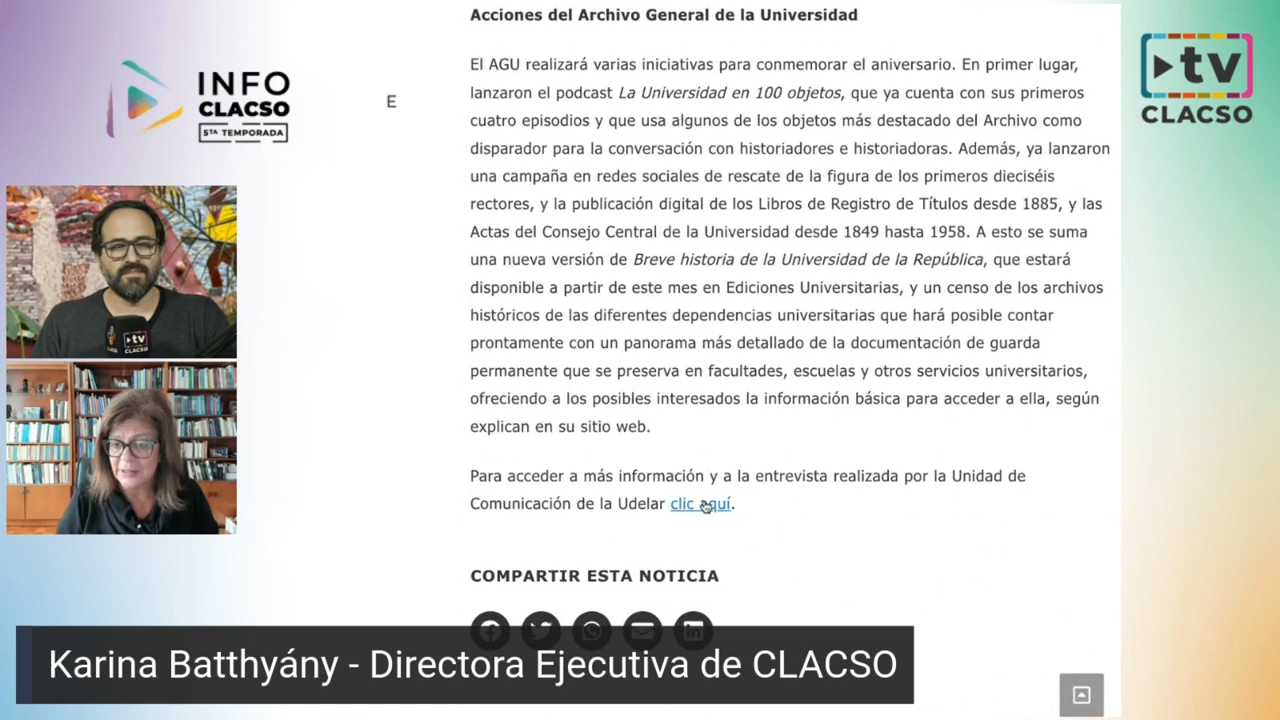 INFO
CLACSO
5TA TEMPORADA
E
Acciones del Archivo General de la Universidad
El AGU realizará varias iniciativas para conmemorar el aniversario. En primer lugar,
lanzaron el podcast La Universidad en 100 objetos, que ya cuenta con sus primeros
cuatro episodios y que usa algunos de los objetos más destacado del Archivo como
disparador para la conversación con historiadores e historiadoras. Además, ya lanzaron
una campaña en redes sociales de rescate de la figura de los primeros dieciséis
rectores, y la publicación digital de los Libros de Registro de Títulos desde 1885, y las
Actas del Consejo Central de la Universidad desde 1849 hasta 1958. A esto se suma
una nueva versión de Breve historia de la Universidad de la República, que estará
disponible a partir de este mes en Ediciones Universitarias, y un censo de los archivos
históricos de las diferentes dependencias universitarias que hará posible contar
prontamente con un panorama más detallado de la documentación de guarda
permanente que se preserva en facultades, escuelas y otros servicios universitarios,
ofreciendo a los posibles interesados la información básica para acceder a ella, según
explican en su sitio web.
Para acceder a más información y a la entrevista realizada por la Unidad de
Comunicación de la Udelar clic aquí.
COMPARTIR ESTA NOTICIA
tv
CLACSO
tv
CLACSO
Karina Batthyány - Directora Ejecutiva de CLACSO